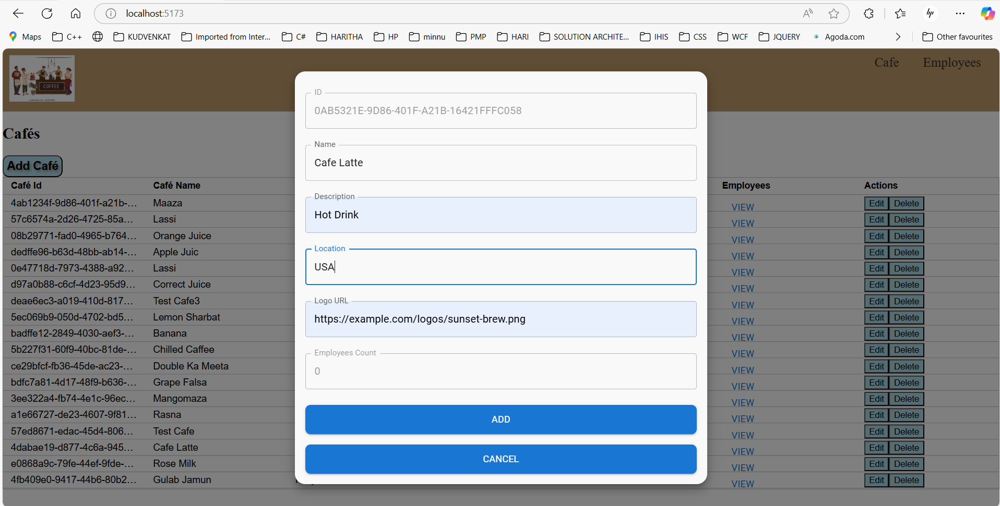 localhost:5173
Maps C++ KUDVENKAT Imported from Inter... C# HARITHA HP minnu PMP HARI SOLUTION ARCHITE... IHIS CSS WCF JQUERY Agoda.com Other favourites
COFFEE
Cafe Employees
Cafés
Add Café
Café Id Café Name Employees Actions
4ab1234f-9d86-401f-a21b-... Maaza VIEW Edit Delete
57c6574a-2d26-4725-85a... Lassi VIEW Edit Delete
08b29771-fad0-4965-b764... Orange Juice VIEW Edit Delete
dedffe96-b63d-48bb-ab14-... Apple Juic VIEW Edit Delete
0e47718d-7973-4388-a92... Lassi VIEW Edit Delete
d97a0b88-c6cf-4d23-95d9... Correct Juice VIEW Edit Delete
deae6ec3-a019-410d-817... Test Cafe3 VIEW Edit Delete
5ec069b9-050d-4702-bd5... Lemon Sharbat VIEW Edit Delete
badffe12-2849-4030-aef3-... Banana VIEW Edit Delete
5b227f31-60f9-40bc-81de-... Chilled Caffee VIEW Edit Delete
ce29bfcf-fb36-45de-ac23-... Double Ka Meeta VIEW Edit Delete
bdfc7a81-4d17-48f9-b636-... Grape Falsa VIEW Edit Delete
3ee322a4-fb74-4e1c-96ec... Mangomaza VIEW Edit Delete
a1e66727-de23-4607-9f81... Rasna VIEW Edit Delete
57ed8671-edac-45d4-806... Test Cafe VIEW Edit Delete
4dabae19-d877-4c6a-945... Cafe Latte VIEW Edit Delete
e0868a9c-79fe-44ef-9fde-... Rose Milk VIEW Edit Delete
4fb409e0-9417-44b6-80b2... Gulab Jamun VIEW Edit Delete
ID
0AB5321E-9D86-401F-A21B-16421FFFC058
Name
Cafe Latte
Description
Hot Drink
Location
USA
Logo URL
https://example.com/logos/sunset-brew.png
Employees Count
0
ADD
CANCEL